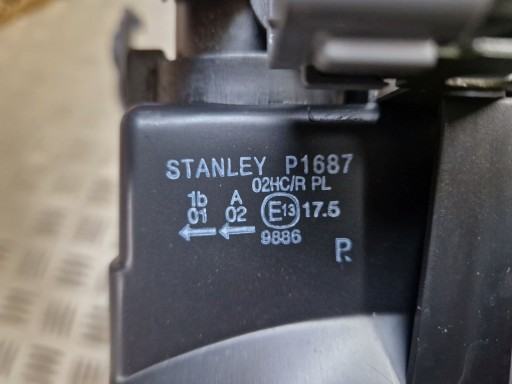 STANLEY P1687
02HC/R PL
1b A
01 02 E13 17.5
9886
R